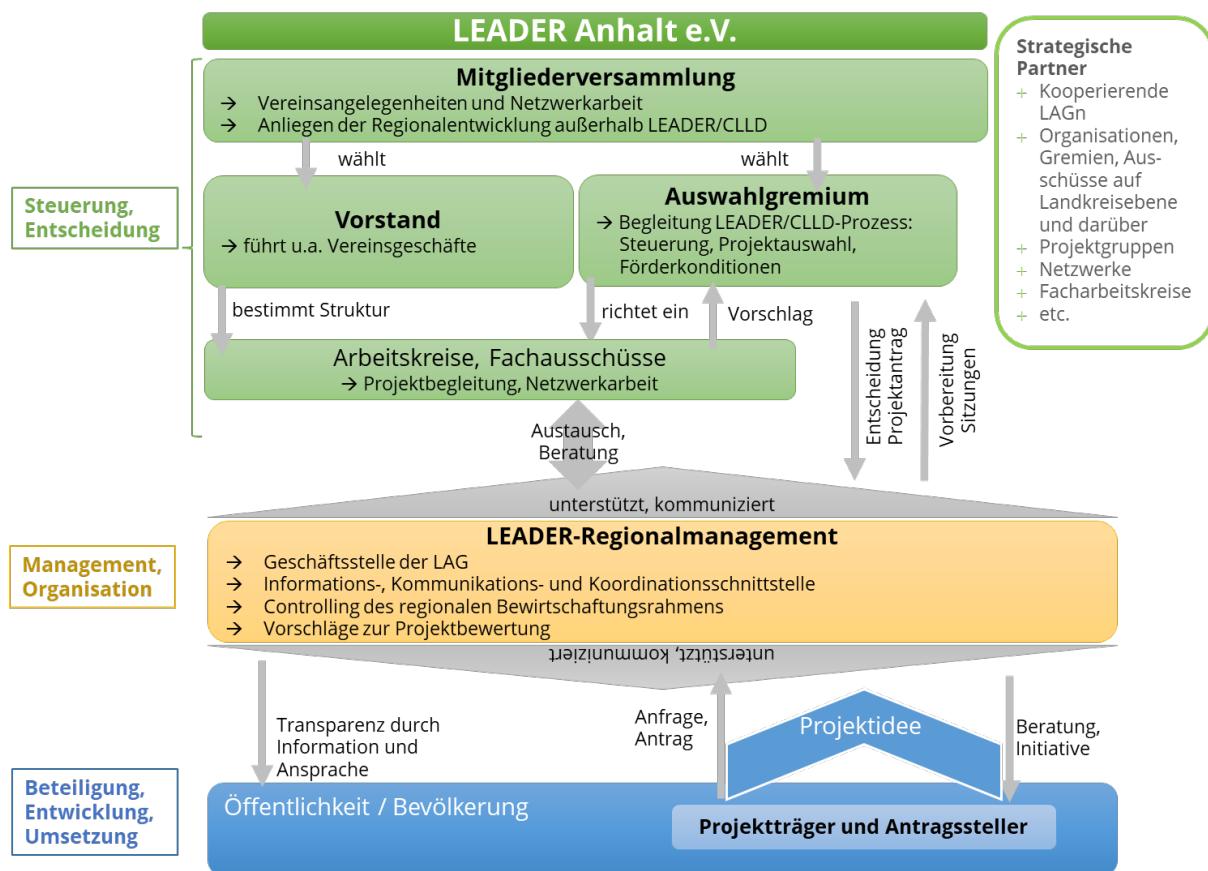 LEADER Anhalt e.V.
Mitgliederversammlung
→ Vereinsangelegenheiten und Netzwerkarbeit
→ Anliegen der Regionalentwicklung außerhalb LEADER/CLLD
wählt
wählt
Steuerung,
Entscheidung
Vorstand
→ führt u.a. Vereinsgeschäfte
Auswahlgremium
→ Begleitung LEADER/CLLD-Prozess:
Steuerung, Projektauswahl,
Förderkonditionen
bestimmt Struktur
richtet ein
Vorschlag
Arbeitskreise, Fachausschüsse
→ Projektbegleitung, Netzwerkarbeit
Austausch,
Beratung
Entscheidung
Projektantrag
Vorbereitung
Sitzungen
Strategische
Partner
+ Kooperierende
LAGn
+ Organisationen,
Gremien, Aus-
schüsse auf
Landkreisebene
und darüber
+ Projektgruppen
+ Netzwerke
+ Facharbeitskreise
+ etc.
unterstützt, kommuniziert
Management,
Organisation
LEADER-Regionalmanagement
→ Geschäftsstelle der LAG
→ Informations-, Kommunikations- und Koordinationsschnittstelle
→ Controlling des regionalen Bewirtschaftungsrahmens
→ Vorschläge zur Projektbewertung
unterstützt, kommuniziert
Transparenz durch
Information und
Ansprache
Anfrage,
Antrag
Projektidee
Beratung,
Initiative
Beteiligung,
Entwicklung,
Umsetzung
Öffentlichkeit / Bevölkerung
Projektträger und Antragssteller